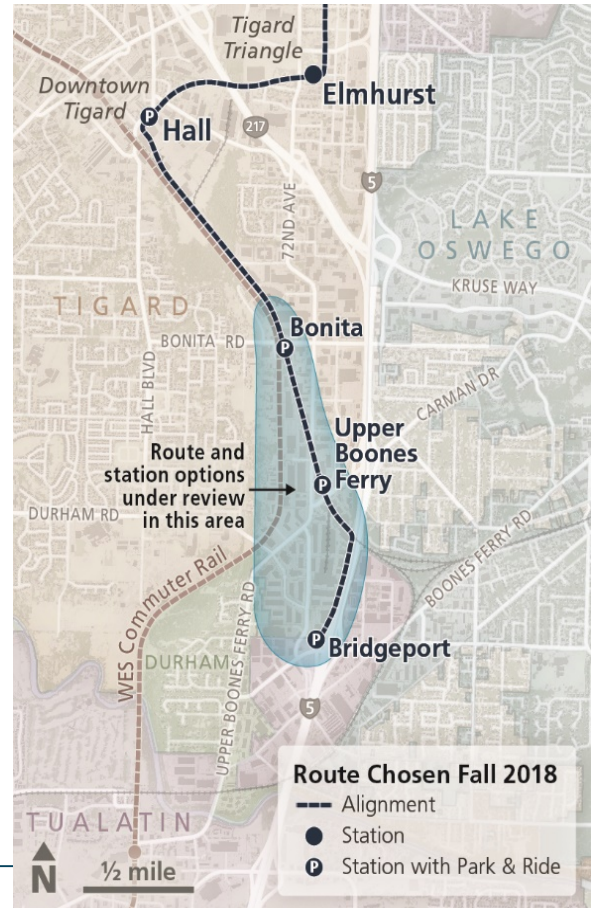 Tigard
Triangle
Elmhurst
Downtown
Tigard
P
Hall
217
5
72ND AVE
LAKE
OSWEGO
KRUSE WAY
TIGARD
BONITA RD
Bonita
P
HALL BLVD
CARMAN DR
Upper
Boones
Ferry
P
Route and
station options
under review
in this area
DURHAM RD
BOONES FERRY RD
WES Commuter Rail
UPPER BOONES FERRY RD
DURHAM
P
Bridgeport
5
TUALATIN
N
½ mile
Route Chosen Fall 2018
Alignment
Station
P
Station with Park & Ride